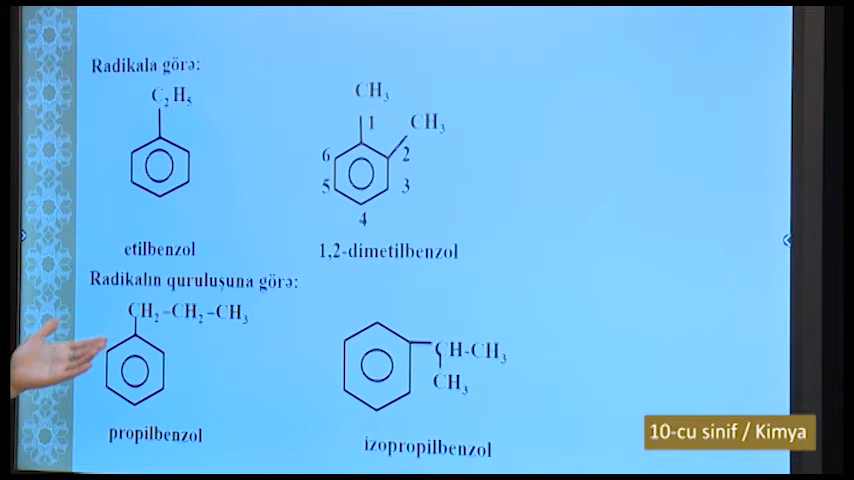 Radikala görə:
C₂H₅
CH₃
1
CH₃
6
2
5
3
4
etilbenzol
1,2-dimetilbenzol
Radikalın quruluşuna görə:
CH₂–CH₂–CH₃
CH-CH₃
CH₃
propilbenzol
izopropilbenzol
10-cu sinif / Kimya